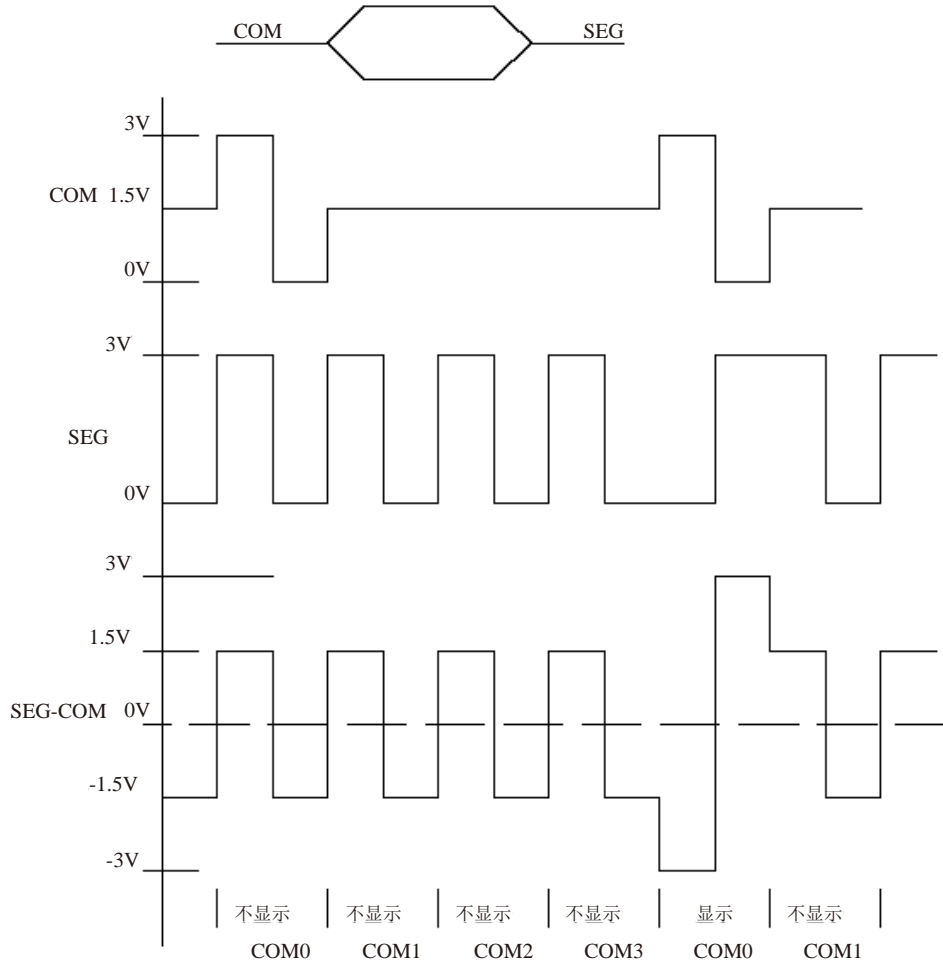 COM SEG
3V
COM 1.5V
0V
3V
SEG
0V
3V
1.5V
SEG-COM 0V
-1.5V
-3V
不显示 不显示 不显示 不显示 显示 不显示
COM0 COM1 COM2 COM3 COM0 COM1